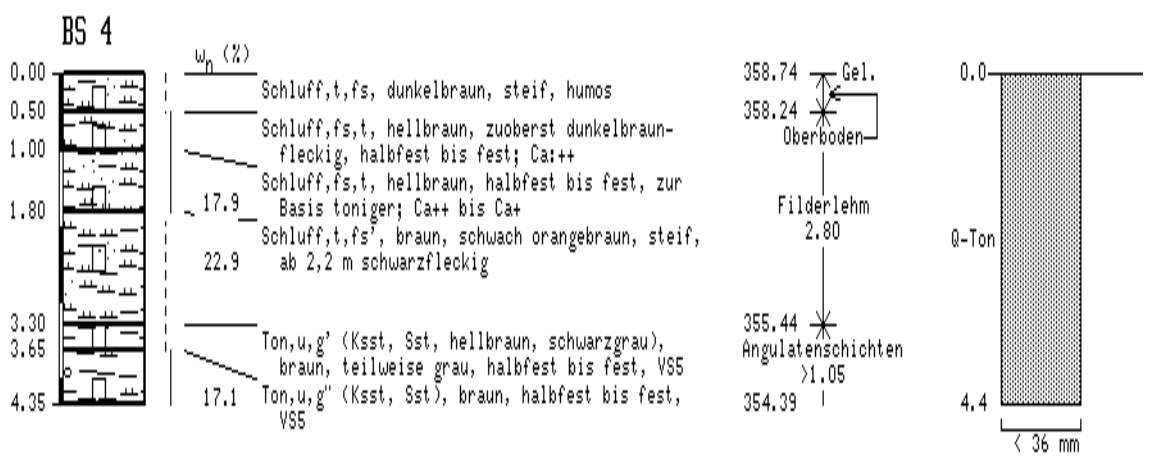 BS 4
wn (%)
0.00
0.50
1.00
1.80
3.30
3.65
4.35
17.9
22.9
17.1
Schluff,t,fs, dunkelbraun, steif, humos
Schluff,fs,t, hellbraun, zuoberst dunkelbraun-
fleckig, halbfest bis fest; Ca:++
Schluff,fs,t, hellbraun, halbfest bis fest, zur
Basis toniger; Ca++ bis Ca+
Schluff,t,fs', braun, schwach orangebraun, steif,
ab 2,2 m schwarzfleckig
Ton,u,g' (Ksst, Sst, hellbraun, schwarzgrau),
braun, teilweise grau, halbfest bis fest, VS5
Ton,u,g" (Ksst, Sst), braun, halbfest bis fest,
VS5
358.74 Gel.
358.24
Oberboden
Filderlehm
2.80
355.44
Angulatenschichten
>1.05
354.39
0.0
Q-Ton
4.4
< 36 mm